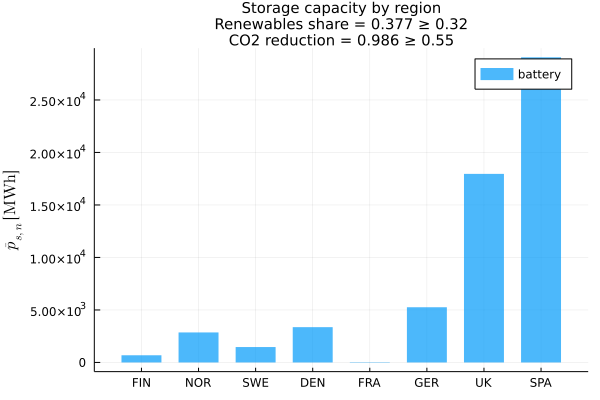 Storage capacity by region
Renewables share = 0.377 ≥ 0.32
CO2 reduction = 0.986 ≥ 0.55
battery
2.50×10⁴
2.00×10⁴
1.50×10⁴
1.00×10⁴
5.00×10³
0
p̄ₛ,ₙ [MWh]
FIN NOR SWE DEN FRA GER UK SPA